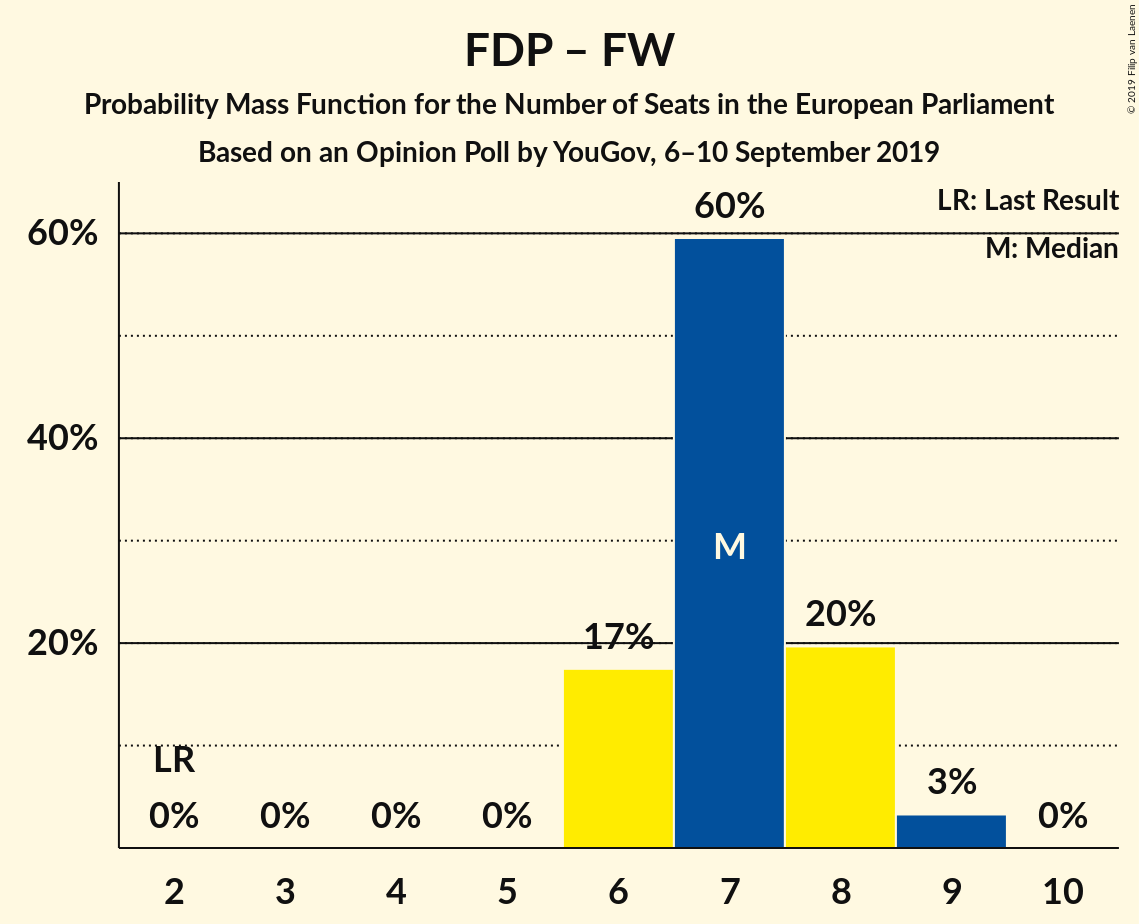 FDP – FW
Probability Mass Function for the Number of Seats in the European Parliament
Based on an Opinion Poll by YouGov, 6–10 September 2019
© 2019 Filip van Laenen
LR: Last Result
M: Median
60%
40%
20%
LR
0%
0%
0%
0%
17%
60%
M
20%
3%
0%
2 3 4 5 6 7 8 9 10